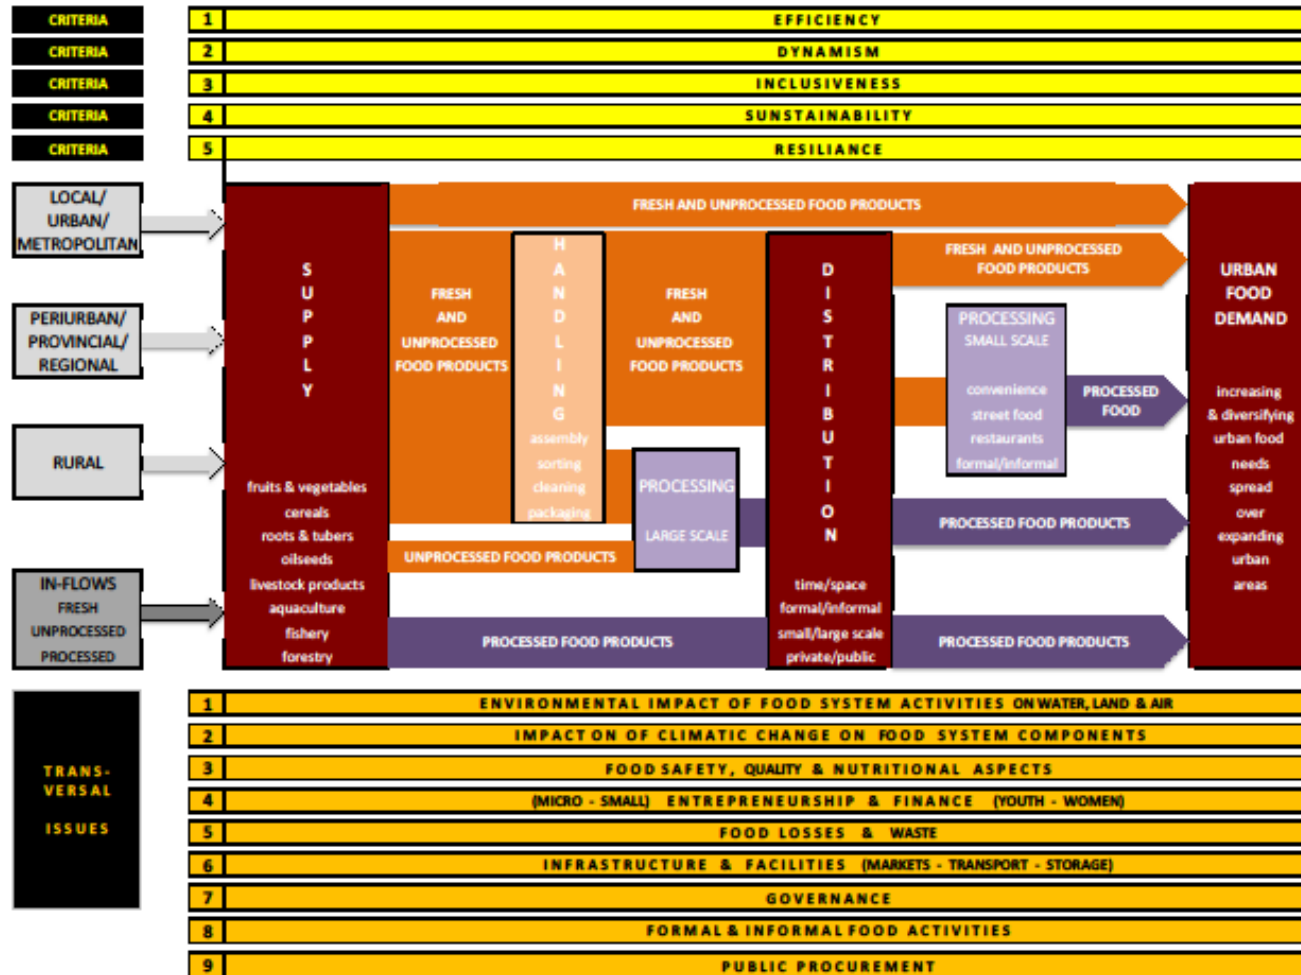 CRITERIA 1 EFFICIENCY
CRITERIA 2 DYNAMISM
CRITERIA 3 INCLUSIVENESS
CRITERIA 4 SUNSTAINABILITY
CRITERIA 5 RESILIANCE
LOCAL/
URBAN/
METROPOLITAN
PERIURBAN/
PROVINCIAL/
REGIONAL
RURAL
IN-FLOWS
FRESH
UNPROCESSED
PROCESSED
SUPPLY
fruits & vegetables
cereals
roots & tubers
oilseeds
livestock products
aquaculture
fishery
forestry
FRESH AND UNPROCESSED FOOD PRODUCTS
FRESH
AND
UNPROCESSED
FOOD PRODUCTS
HANDLING
assembly
sorting
cleaning
packaging
FRESH
AND
UNPROCESSED
FOOD PRODUCTS
UNPROCESSED FOOD PRODUCTS
PROCESSING
LARGE SCALE
PROCESSED FOOD PRODUCTS
DISTRIBUTION
time/space
formal/informal
small/large scale
private/public
FRESH AND UNPROCESSED
FOOD PRODUCTS
PROCESSING
SMALL SCALE
convenience
street food
restaurants
formal/informal
PROCESSED
FOOD
PROCESSED FOOD PRODUCTS
PROCESSED FOOD PRODUCTS
URBAN
FOOD
DEMAND
increasing
& diversifying
urban food
needs
spread
over
expanding
urban
areas
TRANS-
VERSAL
ISSUES
1 ENVIRONMENTAL IMPACT OF FOOD SYSTEM ACTIVITIES ON WATER, LAND & AIR
2 IMPACT ON OF CLIMATIC CHANGE ON FOOD SYSTEM COMPONENTS
3 FOOD SAFETY, QUALITY & NUTRITIONAL ASPECTS
4 (MICRO - SMALL) ENTREPRENEURSHIP & FINANCE (YOUTH - WOMEN)
5 FOOD LOSSES & WASTE
6 INFRASTRUCTURE & FACILITIES (MARKETS - TRANSPORT - STORAGE)
7 GOVERNANCE
8 FORMAL & INFORMAL FOOD ACTIVITIES
9 PUBLIC PROCUREMENT